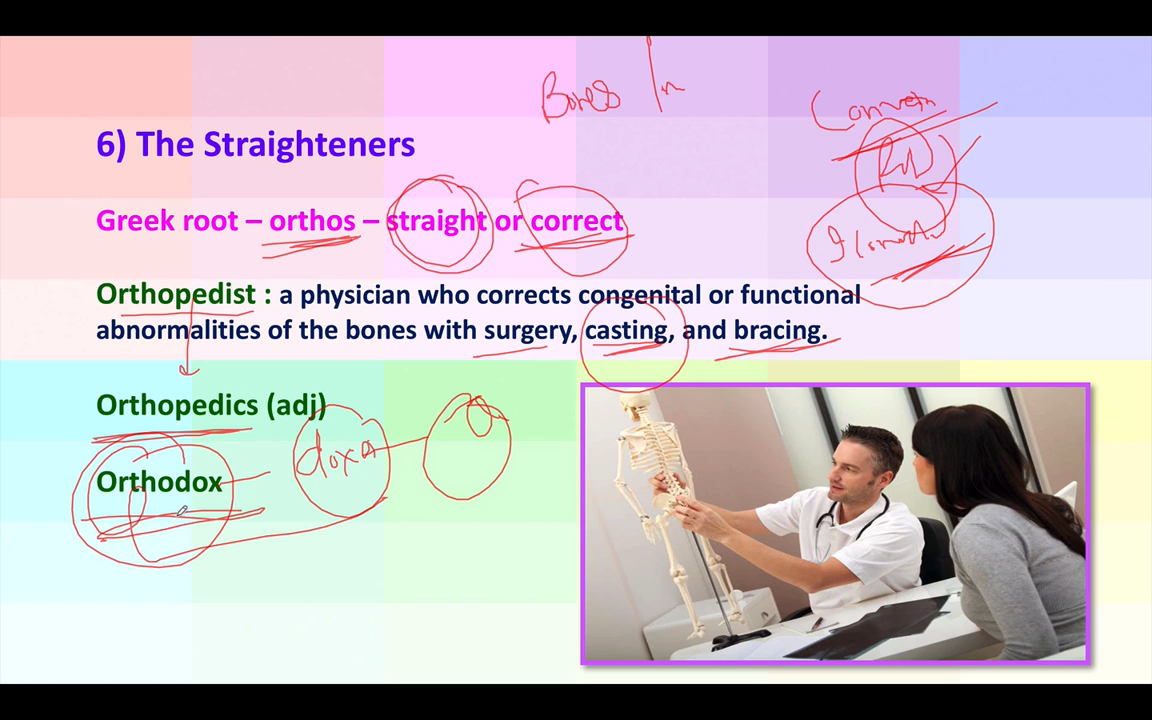 Bones
6) The Straighteners
Greek root – orthos – straight or correct
Orthopedist : a physician who corrects congenital or functional
abnormalities of the bones with surgery, casting, and bracing.
Orthopedics (adj)
doxa
Orthodox